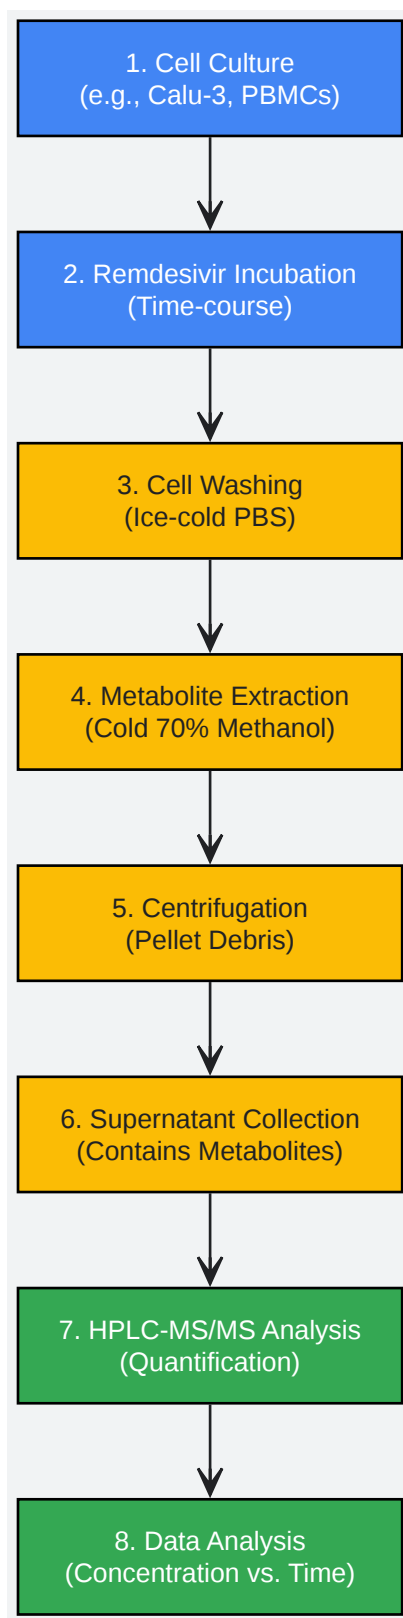 1. Cell Culture
(e.g., Calu-3, PBMCs)
2. Remdesivir Incubation
(Time-course)
3. Cell Washing
(Ice-cold PBS)
4. Metabolite Extraction
(Cold 70% Methanol)
5. Centrifugation
(Pellet Debris)
6. Supernatant Collection
(Contains Metabolites)
7. HPLC-MS/MS Analysis
(Quantification)
8. Data Analysis
(Concentration vs. Time)